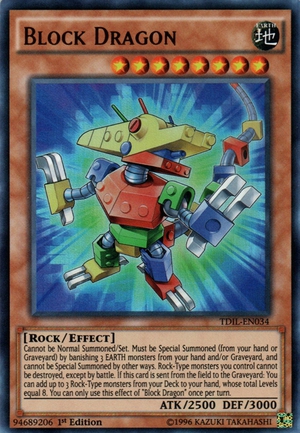 BLOCK DRAGON
EARTH
地
TDIL-EN034
[ROCK/EFFECT]
Cannot be Normal Summoned/Set. Must be Special Summoned (from your hand or
Graveyard) by banishing 3 EARTH monsters from your hand and/or Graveyard, and
cannot be Special Summoned by other ways. Rock-Type monsters you control cannot
be destroyed, except by battle. If this card is sent from the field to the Graveyard: You
can add up to 3 Rock-Type monsters from your Deck to your hand, whose total Levels
equal 8. You can only use this effect of "Block Dragon" once per turn.
ATK/2500 DEF/3000
94689206 1st Edition ©1996 KAZUKI TAKAHASHI